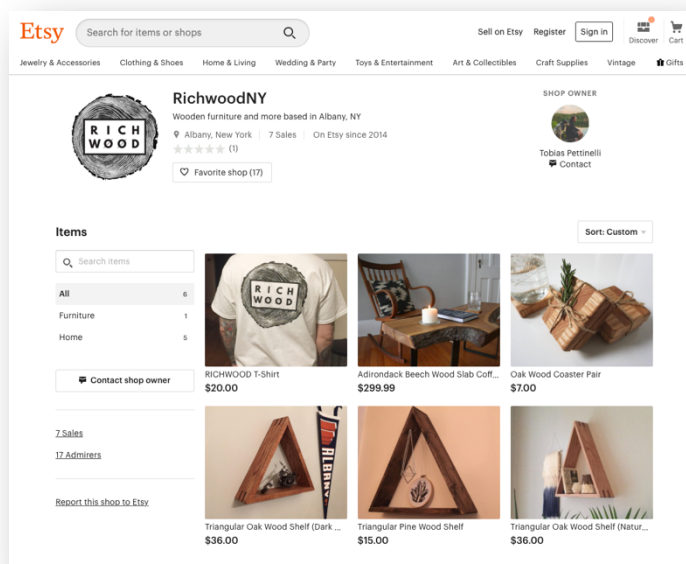 Etsy
Search for items or shops
Sell on Etsy Register Sign in Discover Cart
Jewelry & Accessories Clothing & Shoes Home & Living Wedding & Party Toys & Entertainment Art & Collectibles Craft Supplies Vintage Gifts
RICH
WOOD
RichwoodNY
Wooden furniture and more based in Albany, NY
Albany, New York 7 Sales On Etsy since 2014
(1)
Favorite shop (17)
SHOP OWNER
Tobias Pettinelli
Contact
Items
Sort: Custom
Search items
All 6
Furniture 1
Home 5
Contact shop owner
7 Sales
17 Admirers
Report this shop to Etsy
RICH
WOOD
RICHWOOD T-Shirt
$20.00
Adirondack Beech Wood Slab Coff...
$299.99
Oak Wood Coaster Pair
$7.00
ALBANY
Triangular Oak Wood Shelf (Dark ...
$36.00
Triangular Pine Wood Shelf
$15.00
Triangular Oak Wood Shelf (Natur...
$36.00